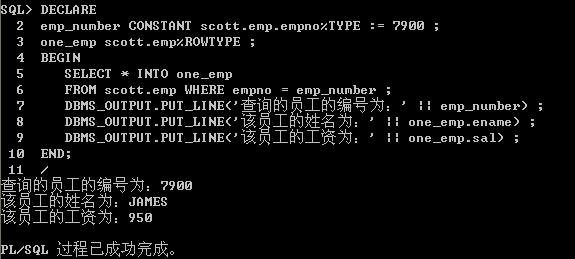 SQL> DECLARE
  2  emp_number CONSTANT scott.emp.empno%TYPE := 7900 ;
  3  one_emp scott.emp%ROWTYPE ;
  4  BEGIN
  5     SELECT * INTO one_emp
  6     FROM scott.emp WHERE empno = emp_number ;
  7     DBMS_OUTPUT.PUT_LINE('查询的员工的编号为：' || emp_number) ;
  8     DBMS_OUTPUT.PUT_LINE('该员工的姓名为：' || one_emp.ename) ;
  9     DBMS_OUTPUT.PUT_LINE('该员工的工资为：' || one_emp.sal) ;
 10  END;
 11  /
查询的员工的编号为：7900
该员工的姓名为：JAMES
该员工的工资为：950
PL/SQL 过程已成功完成。